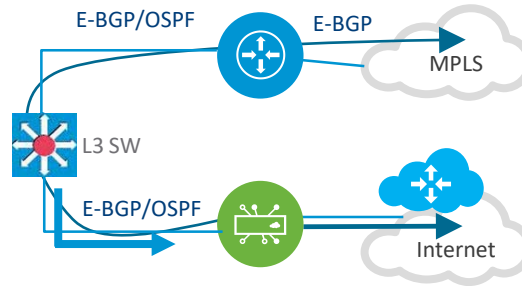 E-BGP/OSPF
E-BGP
MPLS
L3 SW
E-BGP/OSPF
Internet